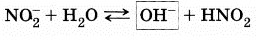 NO₂⁻ + H₂O ⇄ OH⁻ + HNO₂